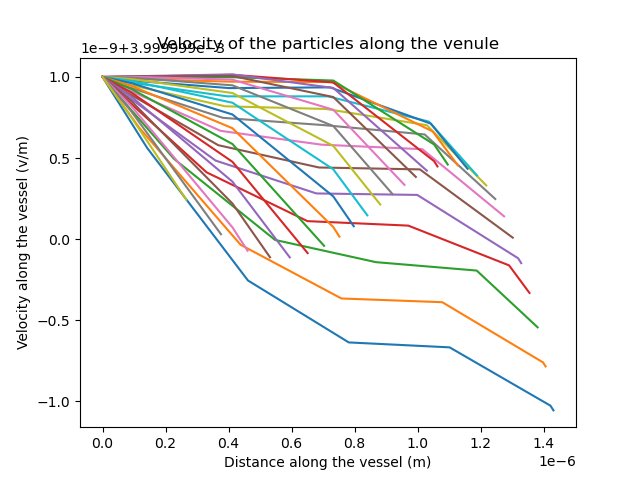 Velocity of the particles along the venule
1e−9+3.999999e−3
1.0
0.5
0.0
−0.5
−1.0
Velocity along the vessel (v/m)
0.0 0.2 0.4 0.6 0.8 1.0 1.2 1.4
1e−6
Distance along the vessel (m)